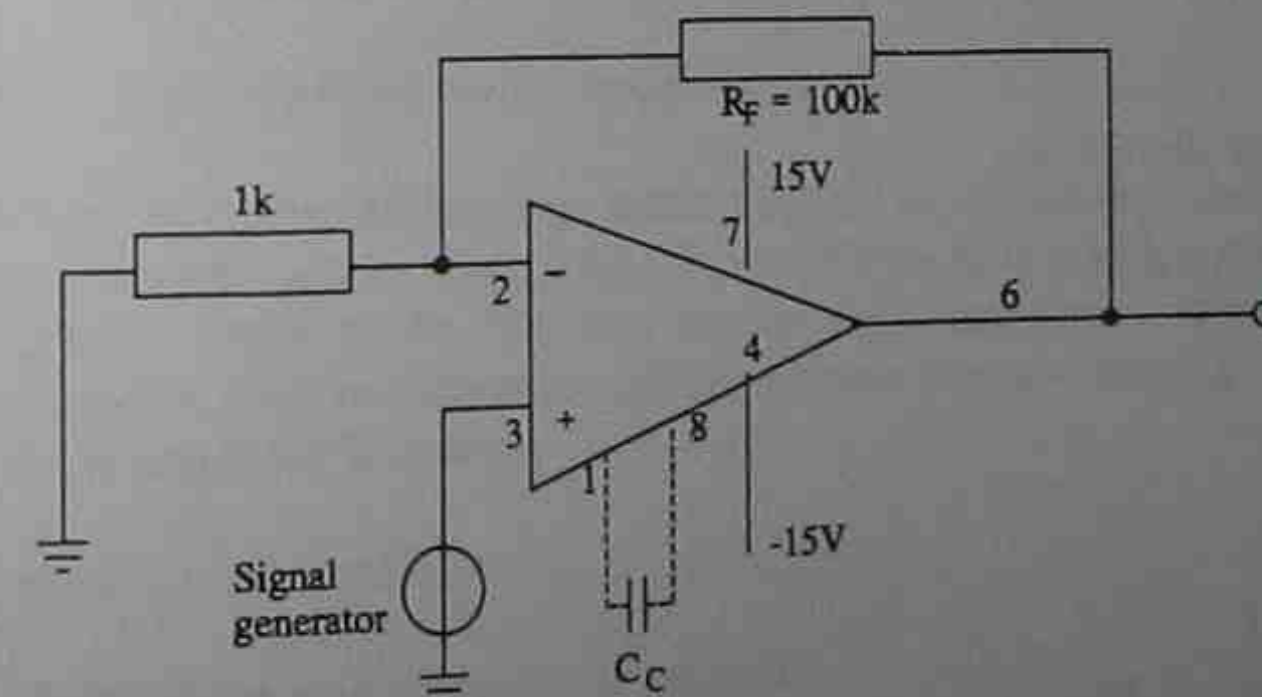 R_F = 100k
15V
1k
7
2
-
6
4
3
+
8
1
-15V
Signal
generator
C_C